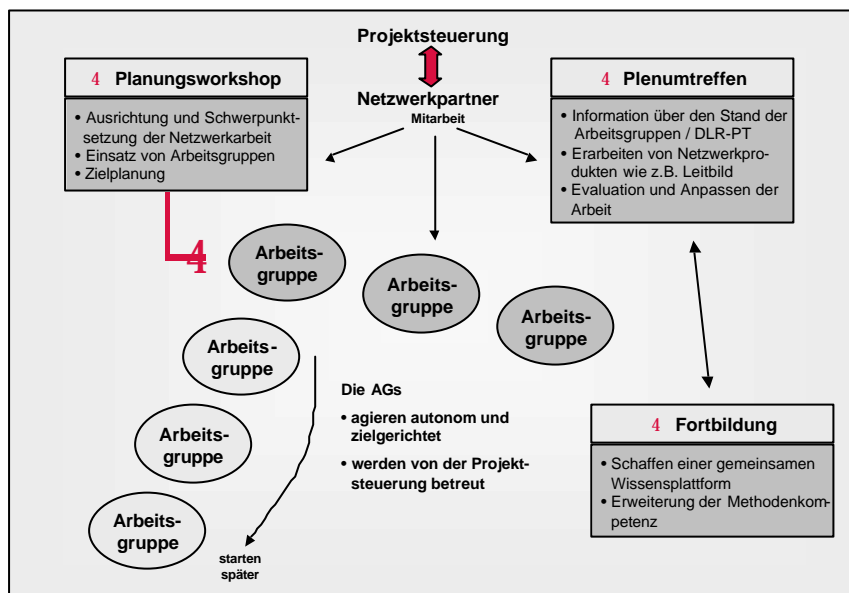 Projektsteuerung
Netzwerkpartner
Mitarbeit
4 Planungsworkshop
• Ausrichtung und Schwerpunkt-
setzung der Netzwerkarbeit
• Einsatz von Arbeitsgruppen
• Zielplanung
4
4 Plenumtreffen
• Information über den Stand der
Arbeitsgruppen / DLR-PT
• Erarbeiten von Netzwerkpro-
dukten wie z.B. Leitbild
• Evaluation und Anpassen der
Arbeit
Arbeits-
gruppe
Arbeits-
gruppe
Arbeits-
gruppe
Arbeits-
gruppe
Arbeits-
gruppe
Arbeits-
gruppe
starten
später
Die AGs
• agieren autonom und
zielgerichtet
• werden von der Projekt-
steuerung betreut
4 Fortbildung
• Schaffen einer gemeinsamen
Wissensplattform
• Erweiterung der Methodenkom-
petenz